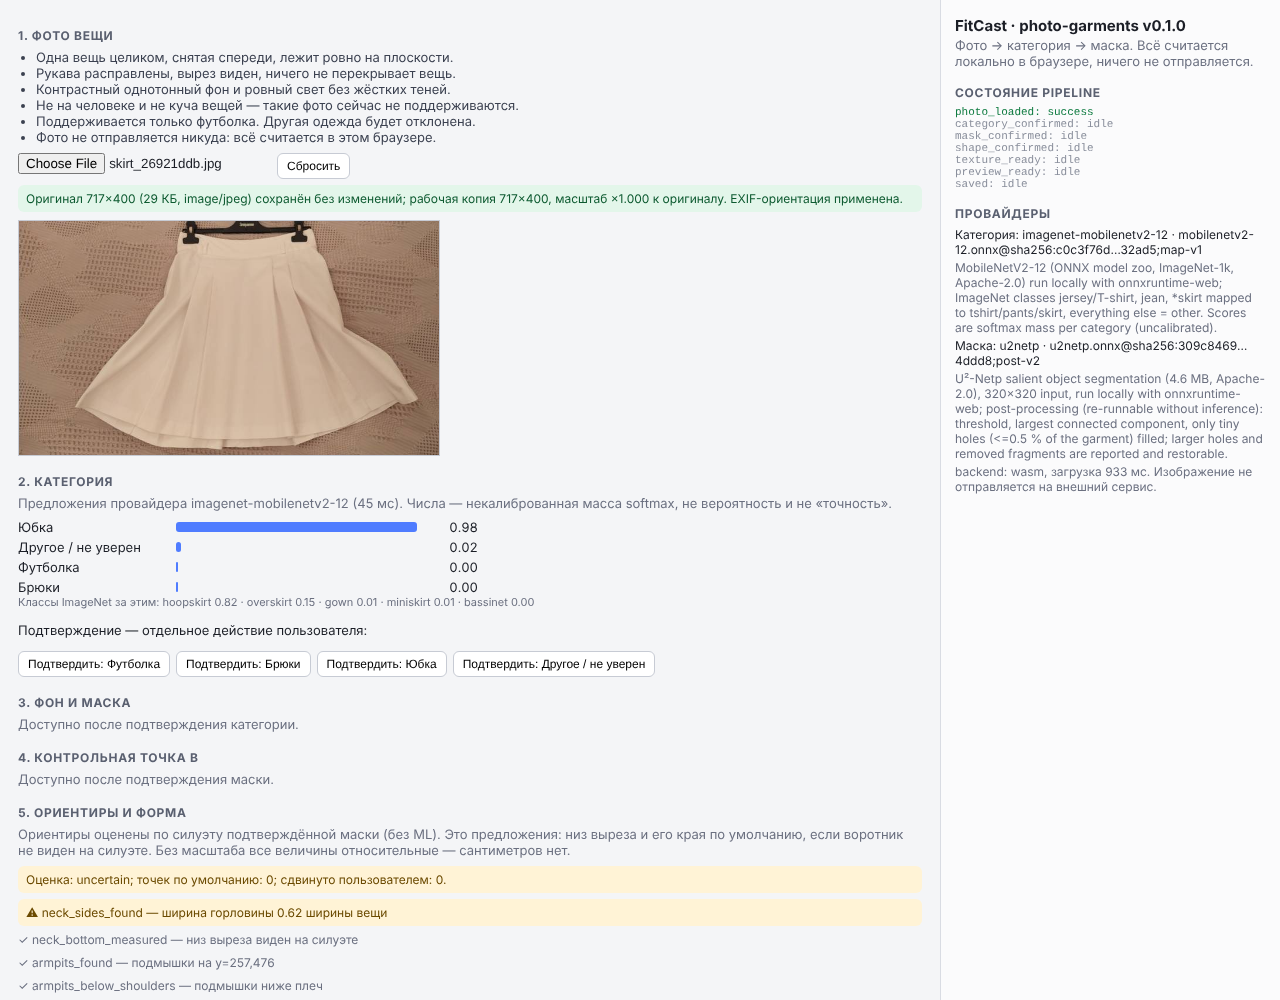 1. ФОТО ВЕЩИ
• Одна вещь целиком, снятая спереди, лежит ровно на плоскости.
• Рукава расправлены, вырез виден, ничего не перекрывает вещь.
• Контрастный однотонный фон и ровный свет без жёстких теней.
• Не на человеке и не куча вещей — такие фото сейчас не поддерживаются.
• Поддерживается только футболка. Другая одежда будет отклонена.
• Фото не отправляется никуда: всё считается в этом браузере.
Choose File skirt_26921ddb.jpg Сбросить
Оригинал 717×400 (29 КБ, image/jpeg) сохранён без изменений; рабочая копия 717×400, масштаб ×1.000 к оригиналу. EXIF-ориентация применена.
2. КАТЕГОРИЯ
Предложения провайдера imagenet-mobilenetv2-12 (45 мс). Числа — некалиброванная масса softmax, не вероятность и не «точность».
Юбка 0.98
Другое / не уверен 0.02
Футболка 0.00
Брюки 0.00
Классы ImageNet за этим: hoopskirt 0.82 · overskirt 0.15 · gown 0.01 · miniskirt 0.01 · bassinet 0.00
Подтверждение — отдельное действие пользователя:
Подтвердить: Футболка Подтвердить: Брюки Подтвердить: Юбка Подтвердить: Другое / не уверен
3. ФОН И МАСКА
Доступно после подтверждения категории.
4. КОНТРОЛЬНАЯ ТОЧКА B
Доступно после подтверждения маски.
5. ОРИЕНТИРЫ И ФОРМА
Ориентиры оценены по силуэту подтверждённой маски (без ML). Это предложения: низ выреза и его края по умолчанию, если воротник
не виден на силуэте. Без масштаба все величины относительные — сантиметров нет.
Оценка: uncertain; точек по умолчанию: 0; сдвинуто пользователем: 0.
⚠ neck_sides_found — ширина горловины 0.62 ширины вещи
✓ neck_bottom_measured — низ выреза виден на силуэте
✓ armpits_found — подмышки на y=257,476
✓ armpits_below_shoulders — подмышки ниже плеч
FitCast · photo-garments v0.1.0
Фото → категория → маска. Всё считается
локально в браузере, ничего не отправляется.
СОСТОЯНИЕ PIPELINE
photo_loaded: success
category_confirmed: idle
mask_confirmed: idle
shape_confirmed: idle
texture_ready: idle
preview_ready: idle
saved: idle
ПРОВАЙДЕРЫ
Категория: imagenet-mobilenetv2-12 · mobilenetv2-
12.onnx@sha256:c0c3f76d…32ad5;map-v1
MobileNetV2-12 (ONNX model zoo, ImageNet-1k,
Apache-2.0) run locally with onnxruntime-web;
ImageNet classes jersey/T-shirt, jean, *skirt mapped
to tshirt/pants/skirt, everything else = other. Scores
are softmax mass per category (uncalibrated).
Маска: u2netp · u2netp.onnx@sha256:309c8469…
4ddd8;post-v2
U²-Netp salient object segmentation (4.6 MB, Apache-
2.0), 320×320 input, run locally with onnxruntime-
web; post-processing (re-runnable without inference):
threshold, largest connected component, only tiny
holes (<=0.5 % of the garment) filled; larger holes and
removed fragments are reported and restorable.
backend: wasm, загрузка 933 мс. Изображение не
отправляется на внешний сервис.